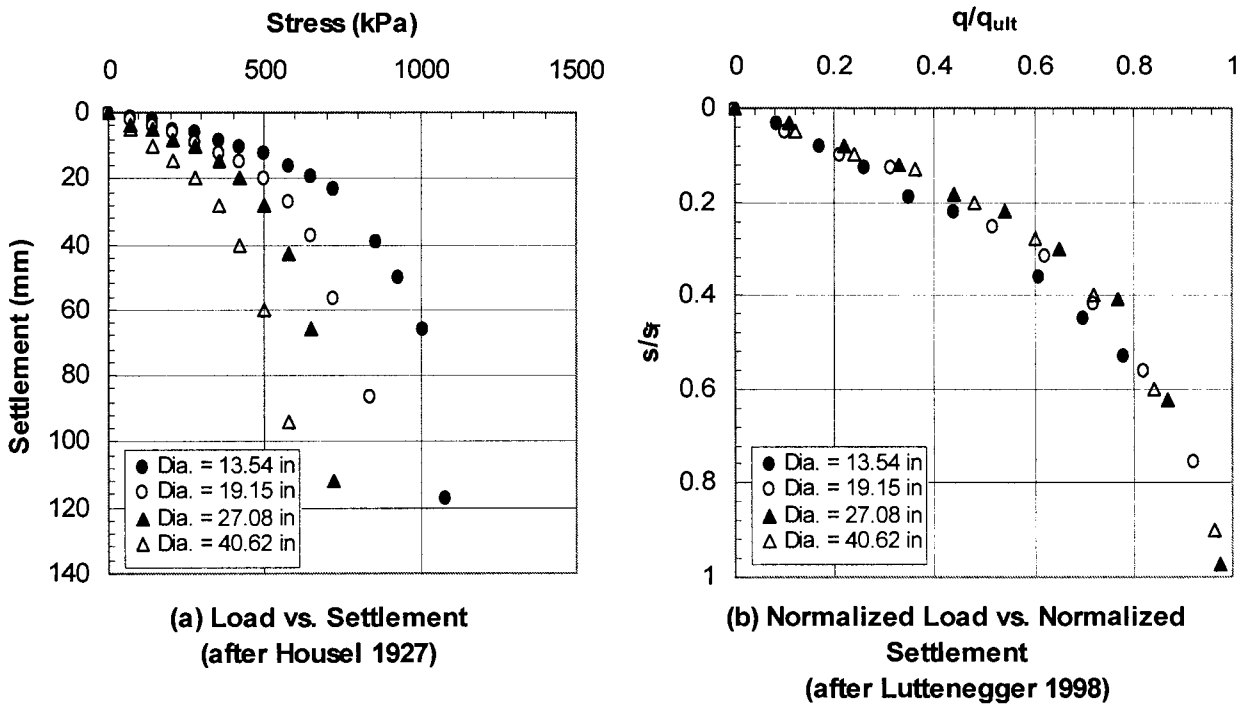 Stress (kPa)
0 500 1000 1500
0
20
40
60
80
100
120
140
Settlement (mm)
Dia. = 13.54 in
Dia. = 19.15 in
Dia. = 27.08 in
Dia. = 40.62 in
(a) Load vs. Settlement
(after Housel 1927)
q/qult
0 0.2 0.4 0.6 0.8 1
0
0.2
0.4
0.6
0.8
1
s/sf
Dia. = 13.54 in
Dia. = 19.15 in
Dia. = 27.08 in
Dia. = 40.62 in
(b) Normalized Load vs. Normalized
Settlement
(after Luttenegger 1998)